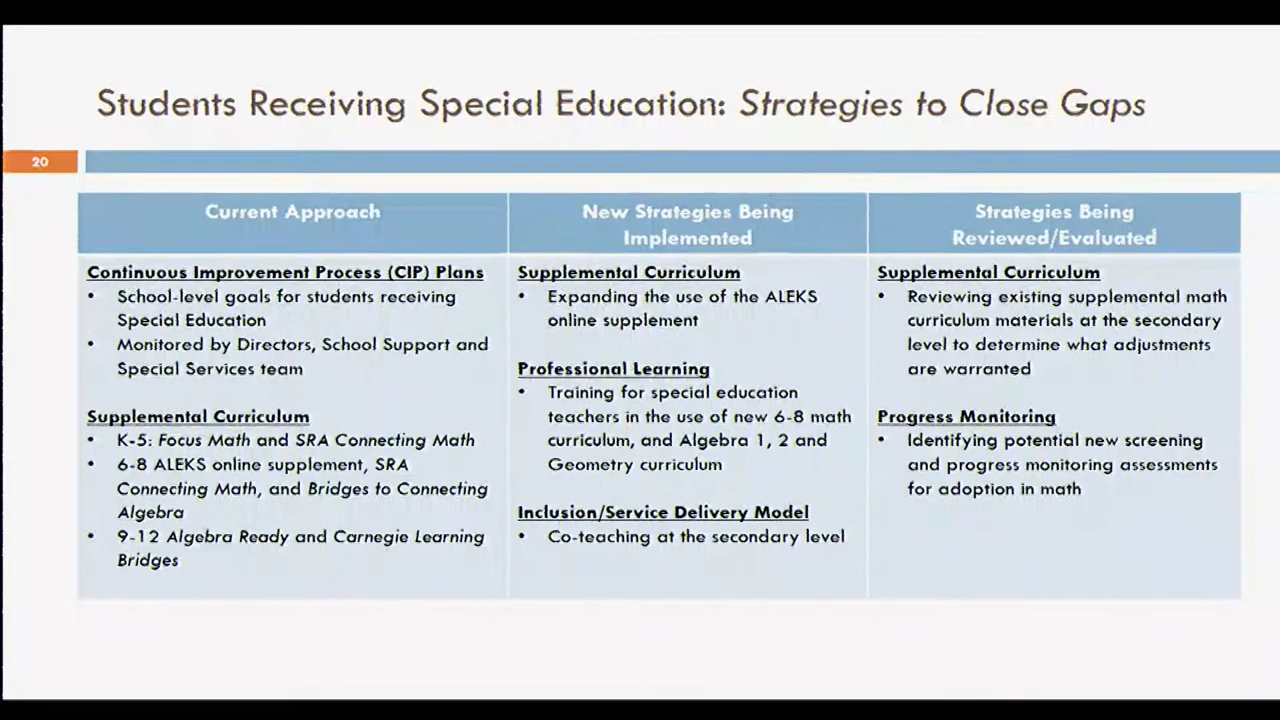 Students Receiving Special Education: Strategies to Close Gaps
20
Current Approach
New Strategies Being
Implemented
Strategies Being
Reviewed/Evaluated
Continuous Improvement Process (CIP) Plans
• School-level goals for students receiving
Special Education
• Monitored by Directors, School Support and
Special Services team
Supplemental Curriculum
• K-5: Focus Math and SRA Connecting Math
• 6-8 ALEKS online supplement, SRA
Connecting Math, and Bridges to Connecting
Algebra
• 9-12 Algebra Ready and Carnegie Learning
Bridges
Supplemental Curriculum
• Expanding the use of the ALEKS
online supplement
Professional Learning
• Training for special education
teachers in the use of new 6-8 math
curriculum, and Algebra 1, 2 and
Geometry curriculum
Inclusion/Service Delivery Model
• Co-teaching at the secondary level
Supplemental Curriculum
• Reviewing existing supplemental math
curriculum materials at the secondary
level to determine what adjustments
are warranted
Progress Monitoring
• Identifying potential new screening
and progress monitoring assessments
for adoption in math